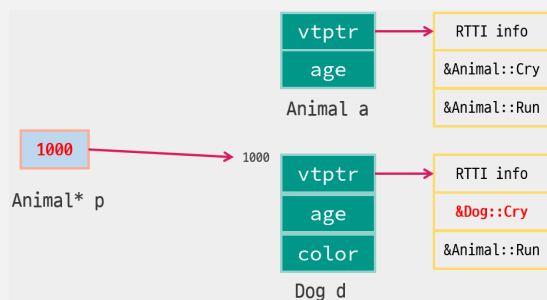 vtptr
RTTI info
age
&Animal::Cry
Animal a
&Animal::Run
1000
1000
Animal* p
vtptr
RTTI info
age
&Dog::Cry
color
&Animal::Run
Dog d